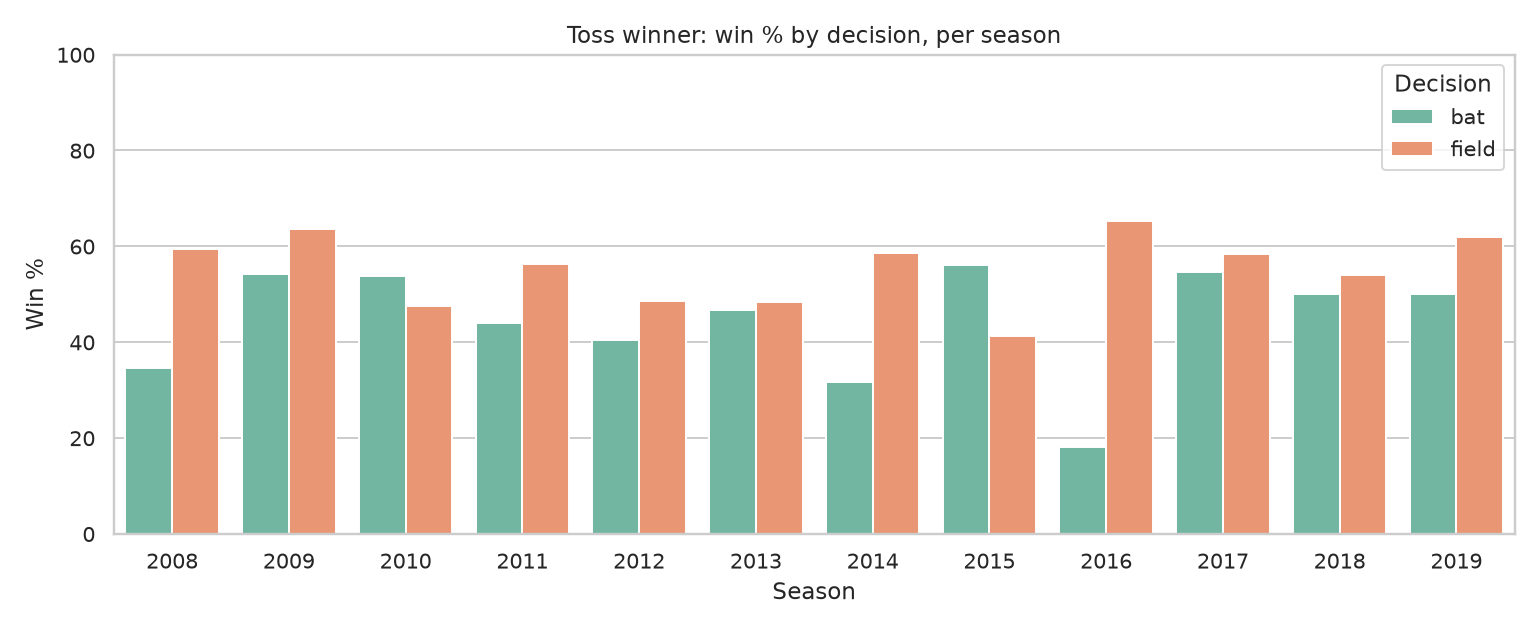 Toss winner: win % by decision, per season
100
80
60
40
20
0
Win %
Decision
bat
field
2008 2009 2010 2011 2012 2013 2014 2015 2016 2017 2018 2019
Season